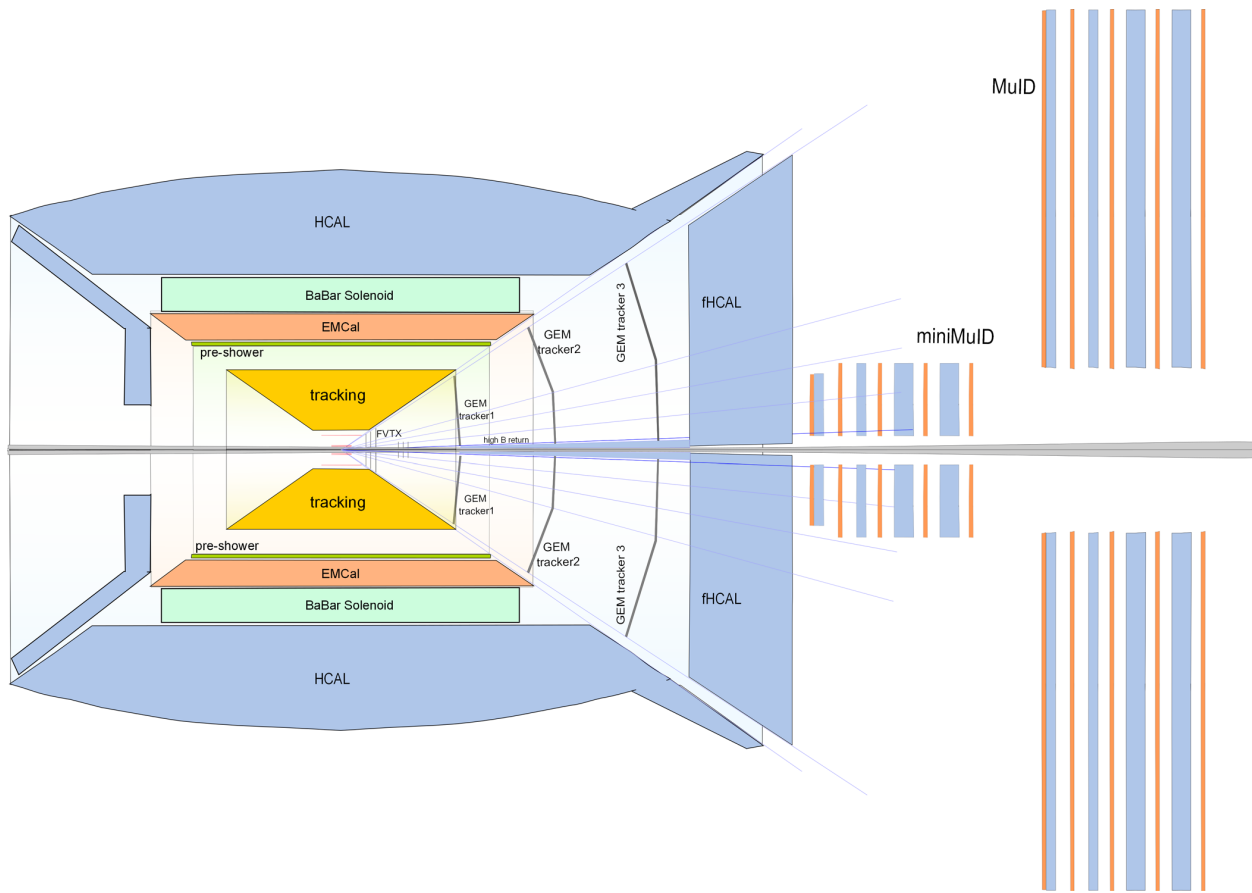 MuID
HCAL
BaBar Solenoid
EMCal
pre-shower
GEM
tracker2
GEM tracker 3
fHCAL
miniMuID
tracking
GEM
tracker1
FVTX
high B return
tracking
GEM
tracker1
pre-shower
GEM
tracker2
GEM tracker 3
EMCal
BaBar Solenoid
fHCAL
HCAL